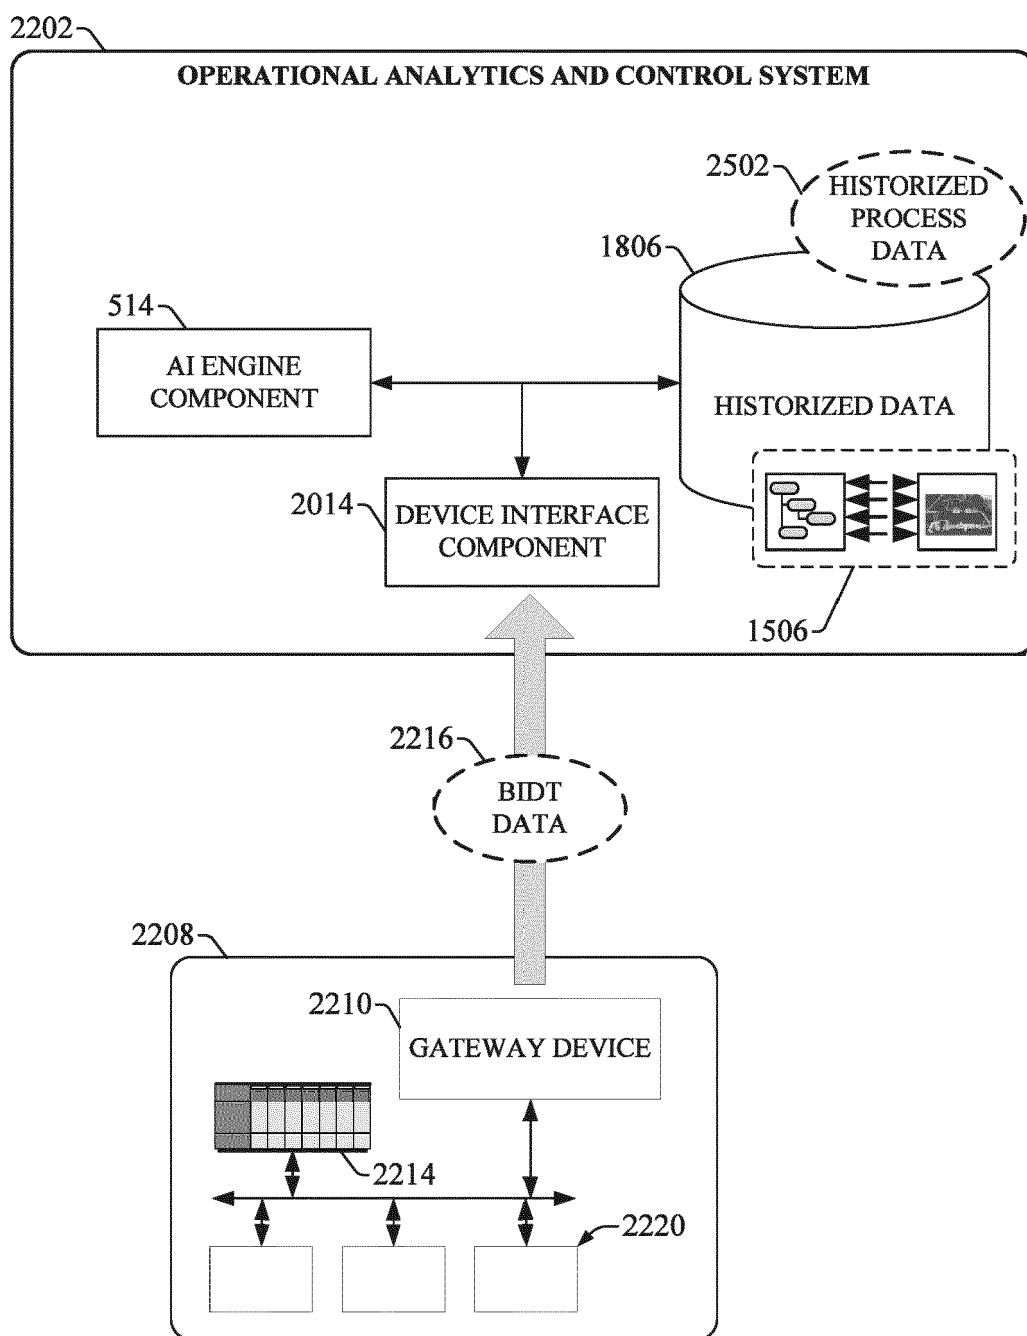 2202
OPERATIONAL ANALYTICS AND CONTROL SYSTEM
2502
HISTORIZED
PROCESS
DATA
1806
514
AI ENGINE
COMPONENT
HISTORIZED DATA
2014
DEVICE INTERFACE
COMPONENT
1506
2216
BIDT
DATA
2208
2210
GATEWAY DEVICE
2214
2220